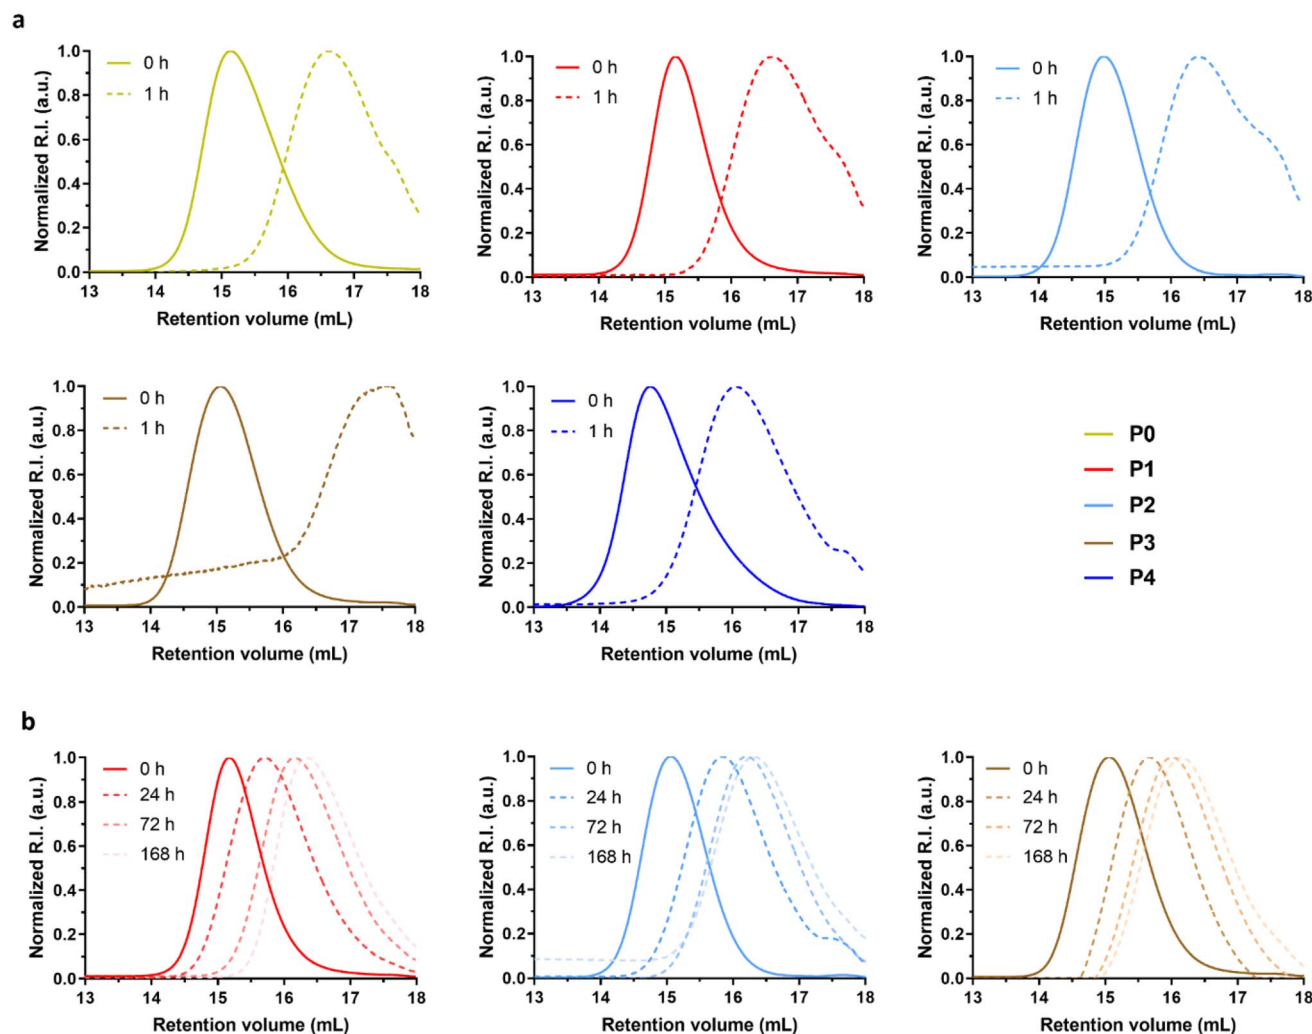 a
Normalized R.I. (a.u.)
1.0
0.8
0.6
0.4
0.2
0.0
0 h
1 h
13 14 15 16 17 18
Retention volume (mL)
Normalized R.I. (a.u.)
1.0
0.8
0.6
0.4
0.2
0.0
0 h
1 h
13 14 15 16 17 18
Retention volume (mL)
Normalized R.I. (a.u.)
1.0
0.8
0.6
0.4
0.2
0.0
0 h
1 h
13 14 15 16 17 18
Retention volume (mL)
Normalized R.I. (a.u.)
1.0
0.8
0.6
0.4
0.2
0.0
0 h
1 h
13 14 15 16 17 18
Retention volume (mL)
Normalized R.I. (a.u.)
1.0
0.8
0.6
0.4
0.2
0.0
0 h
1 h
13 14 15 16 17 18
Retention volume (mL)
P0
P1
P2
P3
P4
b
Normalized R.I. (a.u.)
1.0
0.8
0.6
0.4
0.2
0.0
0 h
24 h
72 h
168 h
13 14 15 16 17 18
Retention volume (mL)
Normalized R.I. (a.u.)
1.0
0.8
0.6
0.4
0.2
0.0
0 h
24 h
72 h
168 h
13 14 15 16 17 18
Retention volume (mL)
Normalized R.I. (a.u.)
1.0
0.8
0.6
0.4
0.2
0.0
0 h
24 h
72 h
168 h
13 14 15 16 17 18
Retention volume (mL)